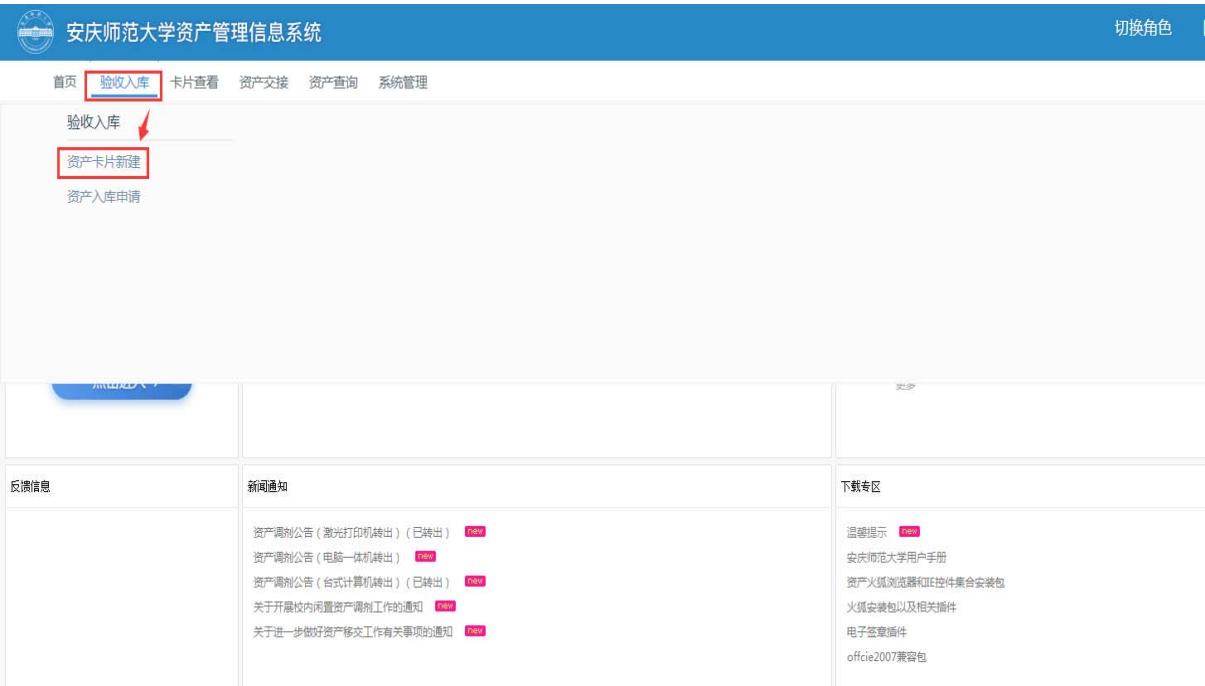 安庆师范大学资产管理信息系统
切换角色
首页 验收入库 卡片查看 资产交接 资产查询 系统管理
验收入库
资产卡片新建
资产入库申请
更多
反馈信息
新闻通知
下载专区
资产调剂公告（激光打印机转出）（已转出） new
资产调剂公告（电脑一体机转出） new
资产调剂公告（台式计算机转出）（已转出） new
关于开展校内闲置资产调剂工作的通知 new
关于进一步做好资产移交工作有关事项的通知 new
温馨提示 new
安庆师范大学用户手册
资产火狐浏览器和IE控件集合安装包
火狐安装包以及相关插件
电子签章插件
offcie2007兼容包